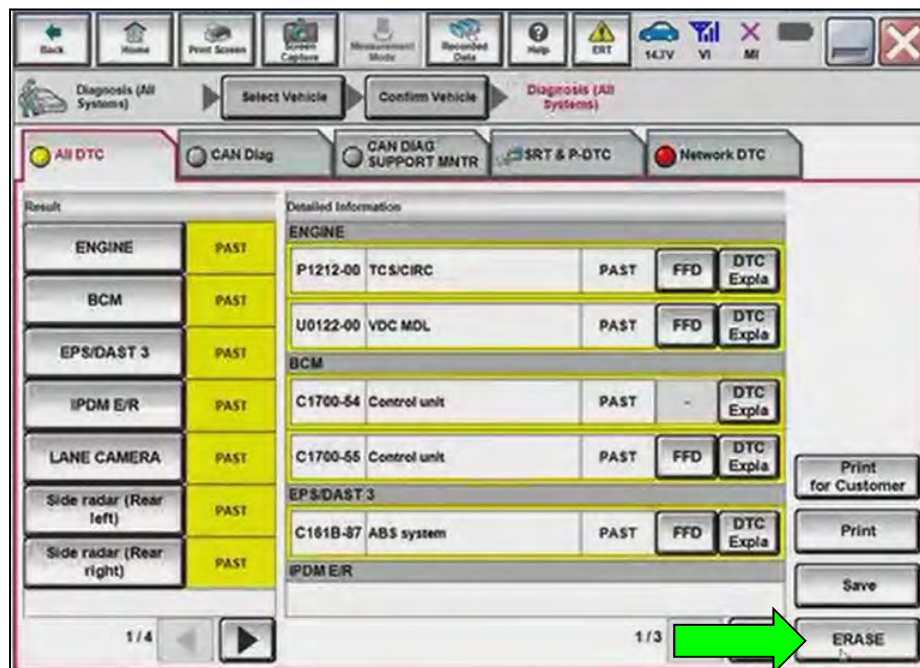 Back
Home
Print Screen
Screen
Capture
Measurement
Mode
Recorded
Data
Help
ERT
14.7V
VI
MI
Diagnosis (All
Systems)
Select Vehicle
Confirm Vehicle
Diagnosis (All
Systems)
All DTC
CAN Diag
CAN DIAG
SUPPORT MNTR
SRT & P-DTC
Network DTC
Result
Detailed Information
ENGINE PAST
BCM PAST
EPS/DAST 3 PAST
IPDM E/R PAST
LANE CAMERA PAST
Side radar (Rear
left) PAST
Side radar (Rear
right) PAST
1/4
ENGINE
P1212-00 TCS/CIRC PAST FFD DTC
Expla
U0122-00 VDC MDL PAST FFD DTC
Expla
BCM
C1700-54 Control unit PAST - DTC
Expla
C1700-55 Control unit PAST FFD DTC
Expla
EPS/DAST 3
C161B-87 ABS system PAST FFD DTC
Expla
IPDM E/R
1/3
Print
for Customer
Print
Save
ERASE